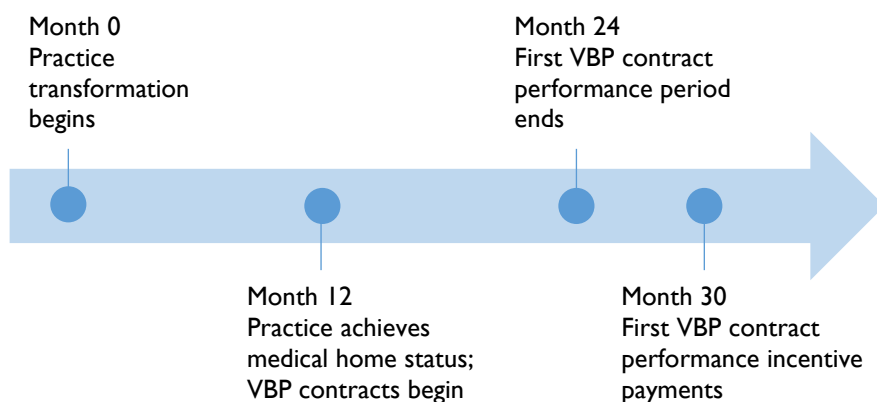 Month 0
Practice
transformation
begins
Month 24
First VBP contract
performance period
ends
Month 12
Practice achieves
medical home status;
VBP contracts begin
Month 30
First VBP contract
performance incentive
payments